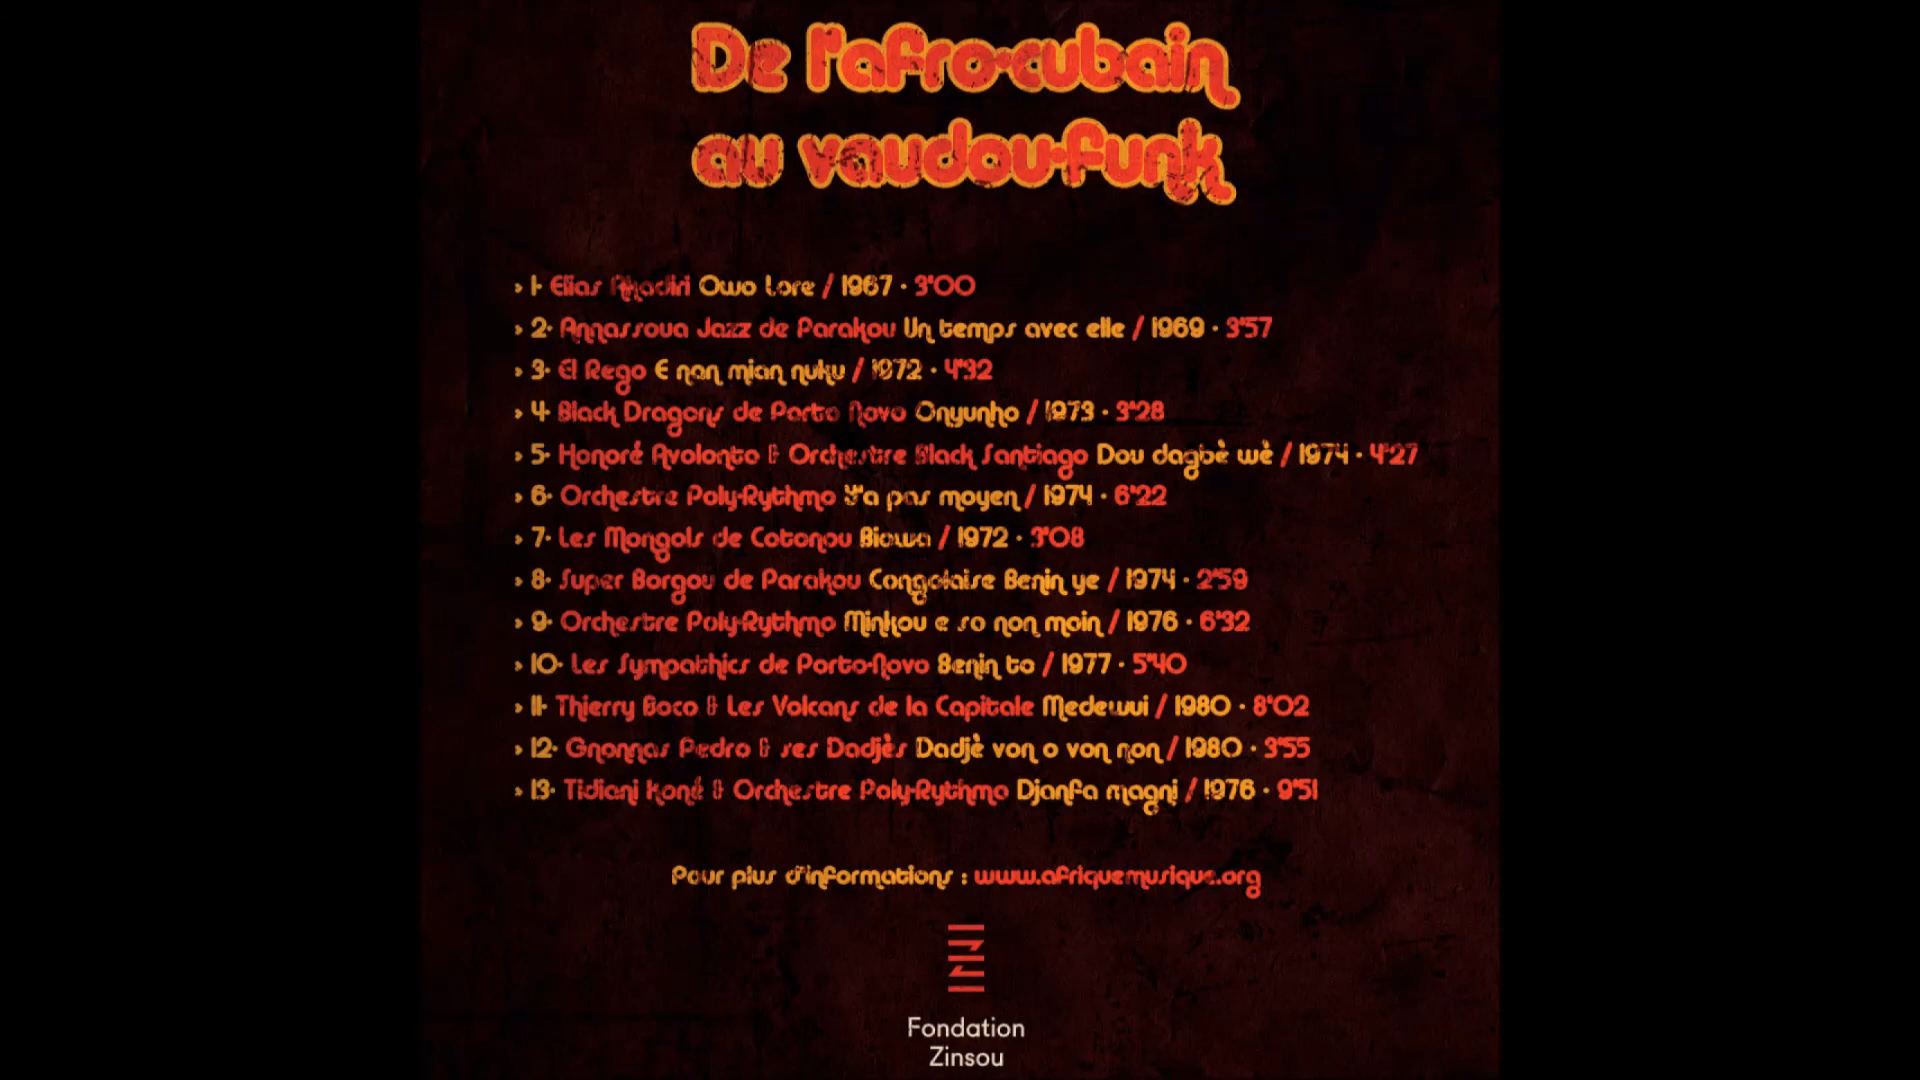 De l'afro-cubain
au vaudou-funk
› 1- Elias Akadiri Owo Lore / 1967 · 3'00
› 2- Annassoua Jazz de Parakou Un temps avec elle / 1969 · 3'57
› 3- El Rego E nan mian nuku / 1972 · 4'32
› 4- Black Dragons de Porto Novo Onyunho / 1973 · 3'28
› 5- Honoré Avolonto & Orchestre Black Santiago Dou dagbè wè / 1974 · 4'27
› 6- Orchestre Poly-Rythmo Y'a pas moyen / 1974 · 6'22
› 7- Les Mongols de Cotonou Biowa / 1972 · 3'08
› 8- Super Borgou de Parakou Congolaise Benin ye / 1974 · 2'59
› 9- Orchestre Poly-Rythmo Minkou e so non moin / 1976 · 6'32
› 10- Les Sympathics de Porto-Novo Benin to / 1977 · 5'40
› 11- Thierry Boco & Les Volcans de la Capitale Medewui / 1980 · 8'02
› 12- Gnonnas Pedro & ses Dadjès Dadjè von o von non / 1980 · 3'55
› 13- Tidiani Koné & Orchestre Poly-Rythmo Djanfa magni / 1976 · 9'51
Pour plus d'informations : www.afriquemusique.org
Fondation
Zinsou